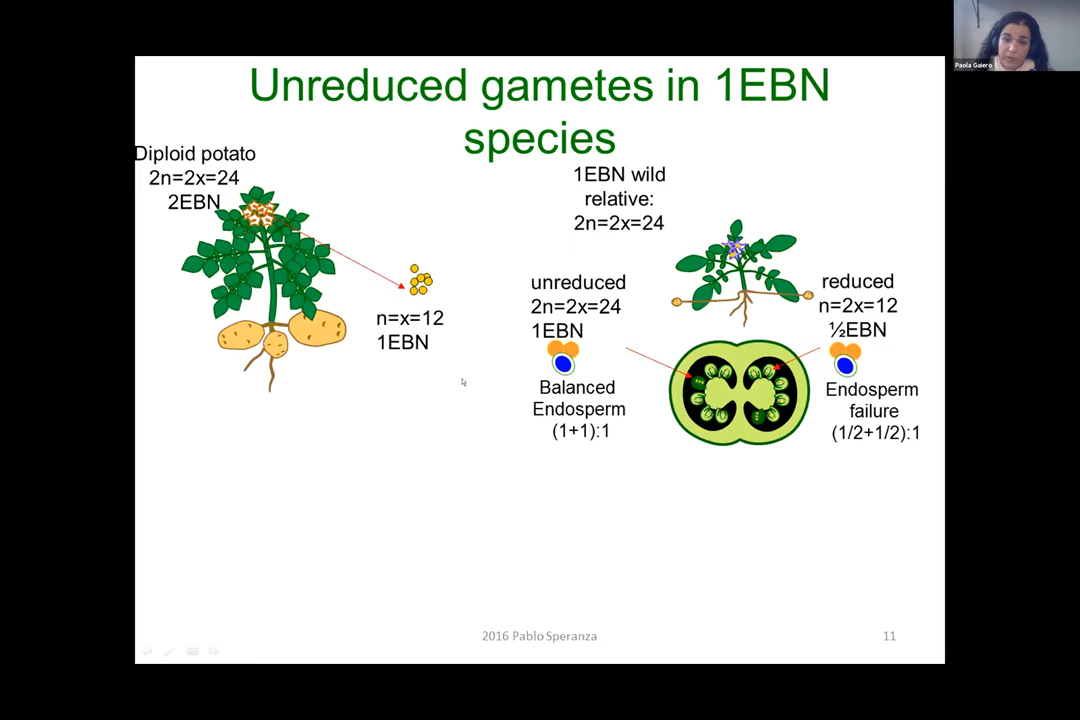 Unreduced gametes in 1EBN
species
Diploid potato
2n=2x=24
2EBN
n=x=12
1EBN
1EBN wild
relative:
2n=2x=24
unreduced
2n=2x=24
1EBN
Balanced
Endosperm
(1+1):1
reduced
n=2x=12
½EBN
Endosperm
failure
(1/2+1/2):1
2016 Pablo Speranza
11
Paola Gaiero